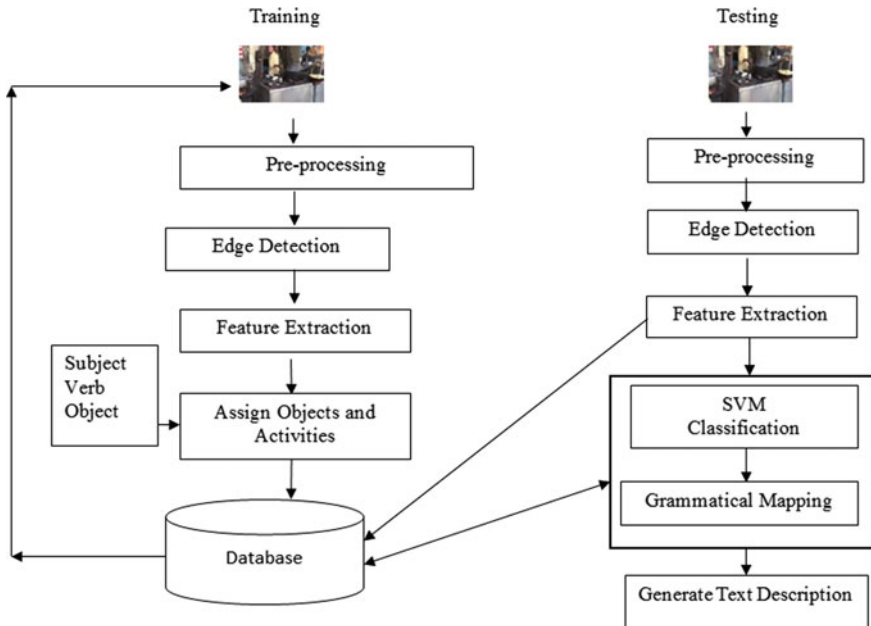 Training
Pre-processing
Edge Detection
Feature Extraction
Subject
Verb
Object
Assign Objects and
Activities
Database
Testing
Pre-processing
Edge Detection
Feature Extraction
SVM
Classification
Grammatical Mapping
Generate Text Description